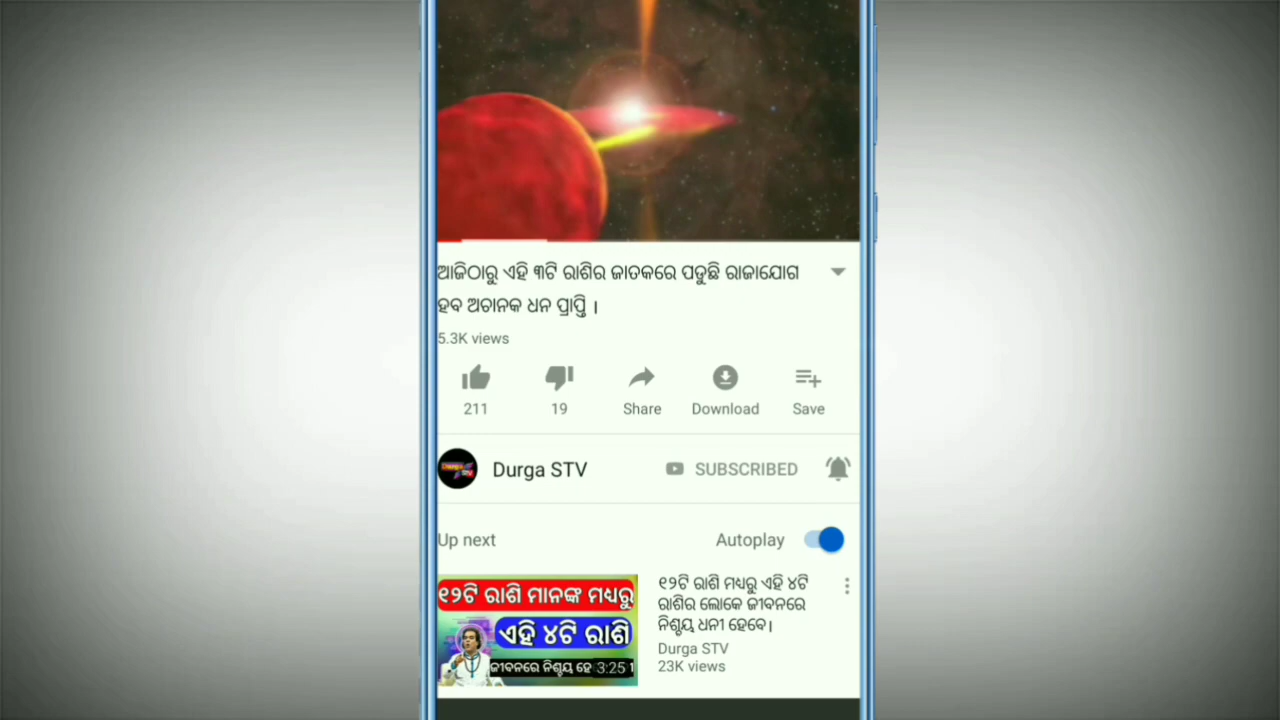 ଆଜିଠାରୁ ଏହି ୩ଟି ରାଶିର ଜାତକରେ ପଡୁଛି ରାଜାଯୋଗ
ହବ ଅଚାନକ ଧନ ପ୍ରାପ୍ତି ।
5.3K views
211
19
Share
Download
Save
Durga STV
SUBSCRIBED
Up next
Autoplay
୧୨ଟି ରାଶି ମାନଙ୍କ ମଧ୍ୟରୁ
ଏହି ୪ଟି ରାଶି
ଜୀବନରେ ନିଶ୍ଚୟ ହେ
3:25
୧୨ଟି ରାଶି ମଧ୍ୟରୁ ଏହି ୪ଟି
ରାଶିର ଲୋକେ ଜୀବନରେ
ନିଶ୍ଚୟ ଧନୀ ହେବେ।
Durga STV
23K views